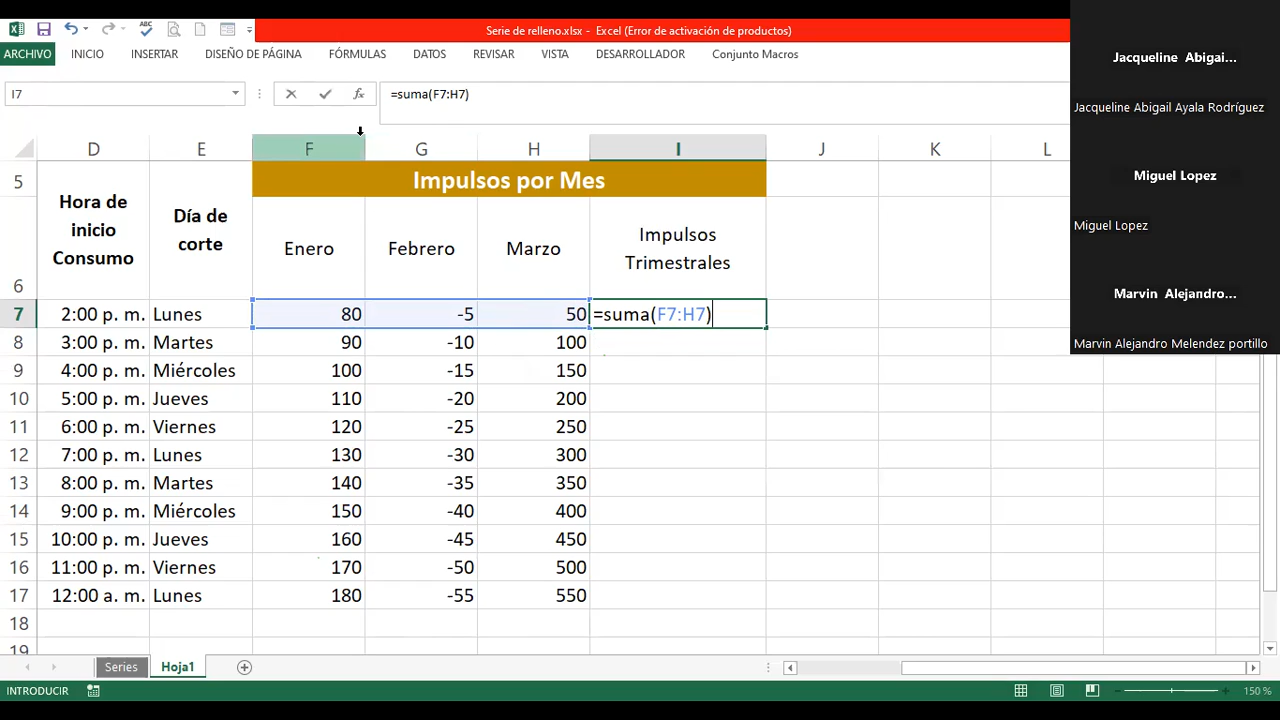 Serie de relleno.xlsx - Excel (Error de activación de productos)
ARCHIVO INICIO INSERTAR DISEÑO DE PÁGINA FÓRMULAS DATOS REVISAR VISTA DESARROLLADOR Conjunto Macros
I7 fx =suma(F7:H7)
D E F G H I J K L
5 Impulsos por Mes
6 Hora de inicio Consumo Día de corte Enero Febrero Marzo Impulsos Trimestrales
7 2:00 p. m. Lunes 80 -5 50 =suma(F7:H7)
8 3:00 p. m. Martes 90 -10 100
9 4:00 p. m. Miércoles 100 -15 150
10 5:00 p. m. Jueves 110 -20 200
11 6:00 p. m. Viernes 120 -25 250
12 7:00 p. m. Lunes 130 -30 300
13 8:00 p. m. Martes 140 -35 350
14 9:00 p. m. Miércoles 150 -40 400
15 10:00 p. m. Jueves 160 -45 450
16 11:00 p. m. Viernes 170 -50 500
17 12:00 a. m. Lunes 180 -55 550
18
19
Series Hoja1
INTRODUCIR 150 %
Jacqueline Abigai...
Jacqueline Abigail Ayala Rodríguez
Miguel Lopez
Miguel Lopez
Marvin Alejandro...
Marvin Alejandro Melendez portillo